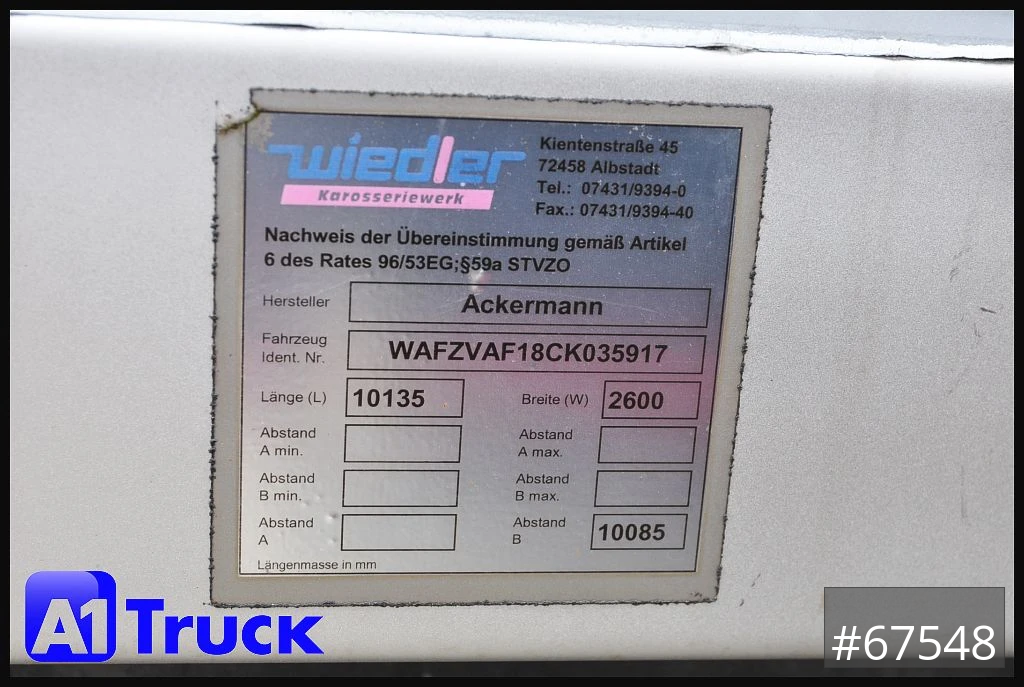 wiedler
Karosseriewerk
Kientenstraße 45
72458 Albstadt
Tel.: 07431/9394-0
Fax.: 07431/9394-40
Nachweis der Übereinstimmung gemäß Artikel
6 des Rates 96/53EG;§59a STVZO
Hersteller Ackermann
Fahrzeug
Ident. Nr. WAFZVAF18CK035917
Länge (L) 10135 Breite (W) 2600
Abstand Abstand
A min. A max.
Abstand Abstand
B min. B max.
Abstand Abstand
A B 10085
Längenmasse in mm
A1 Truck
#67548